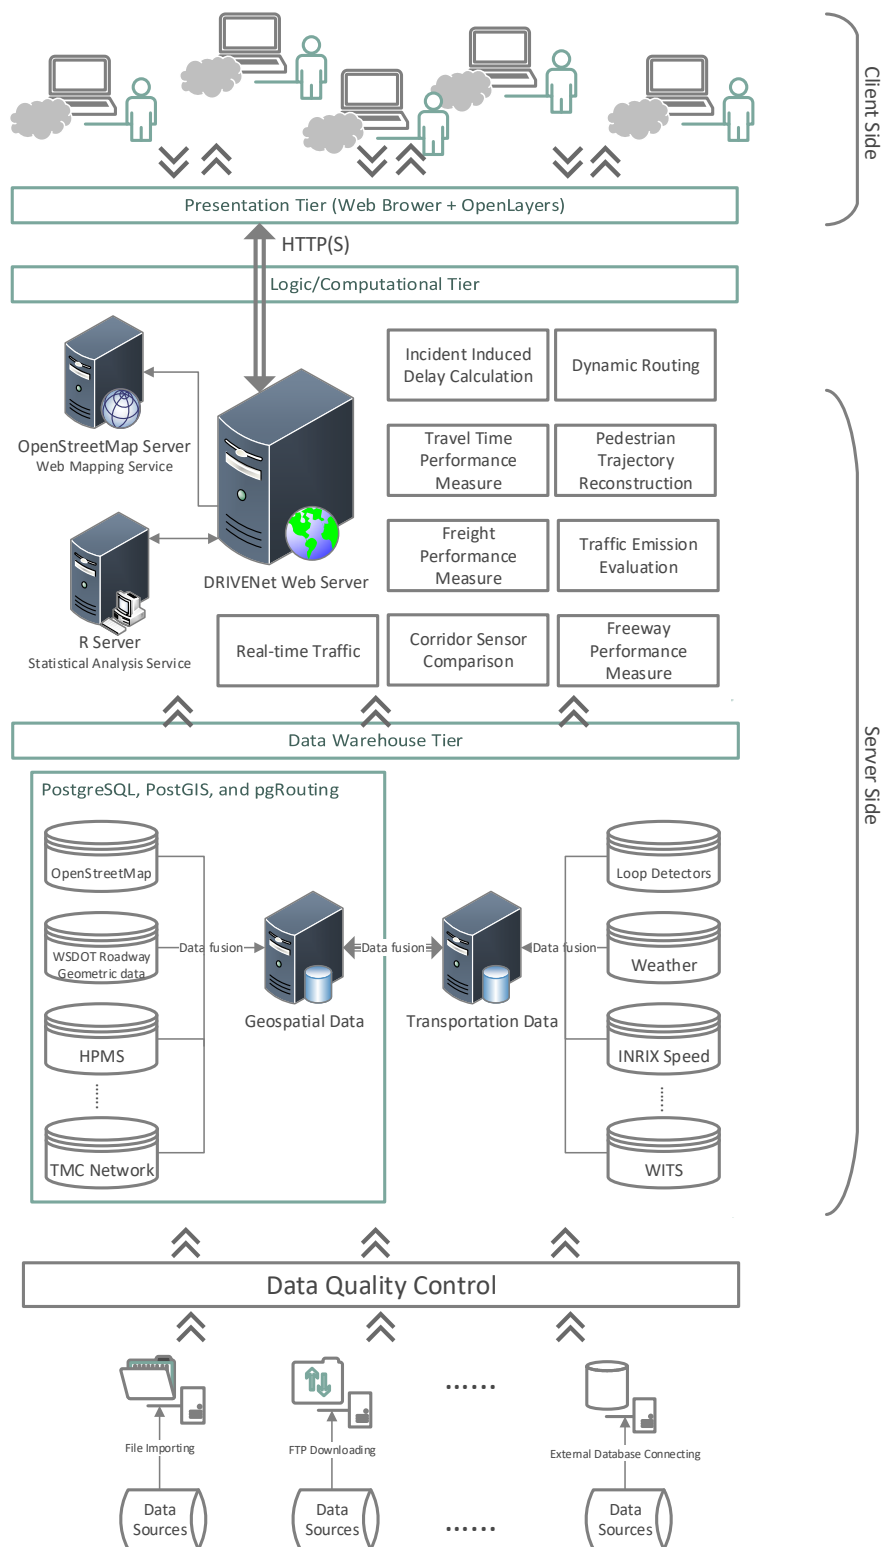 Client Side
Presentation Tier (Web Brower + OpenLayers)
HTTP(S)
Logic/Computational Tier
Incident Induced
Delay Calculation
Dynamic Routing
OpenStreetMap Server
Web Mapping Service
Travel Time
Performance
Measure
Pedestrian
Trajectory
Reconstruction
DRIVENet Web Server
Freight
Performance
Measure
Traffic Emission
Evaluation
R Server
Statistical Analysis Service
Real-time Traffic
Corridor Sensor
Comparison
Freeway
Performance
Measure
Server Side
Data Warehouse Tier
PostgreSQL, PostGIS, and pgRouting
OpenStreetMap
Loop Detectors
WSDOT Roadway
Geometric data
Data fusion
Data fusion
Data fusion
Weather
Geospatial Data
Transportation Data
HPMS
INRIX Speed
TMC Network
WITS
Data Quality Control
......
File Importing
FTP Downloading
External Database Connecting
Data
Sources
Data
Sources
......
Data
Sources